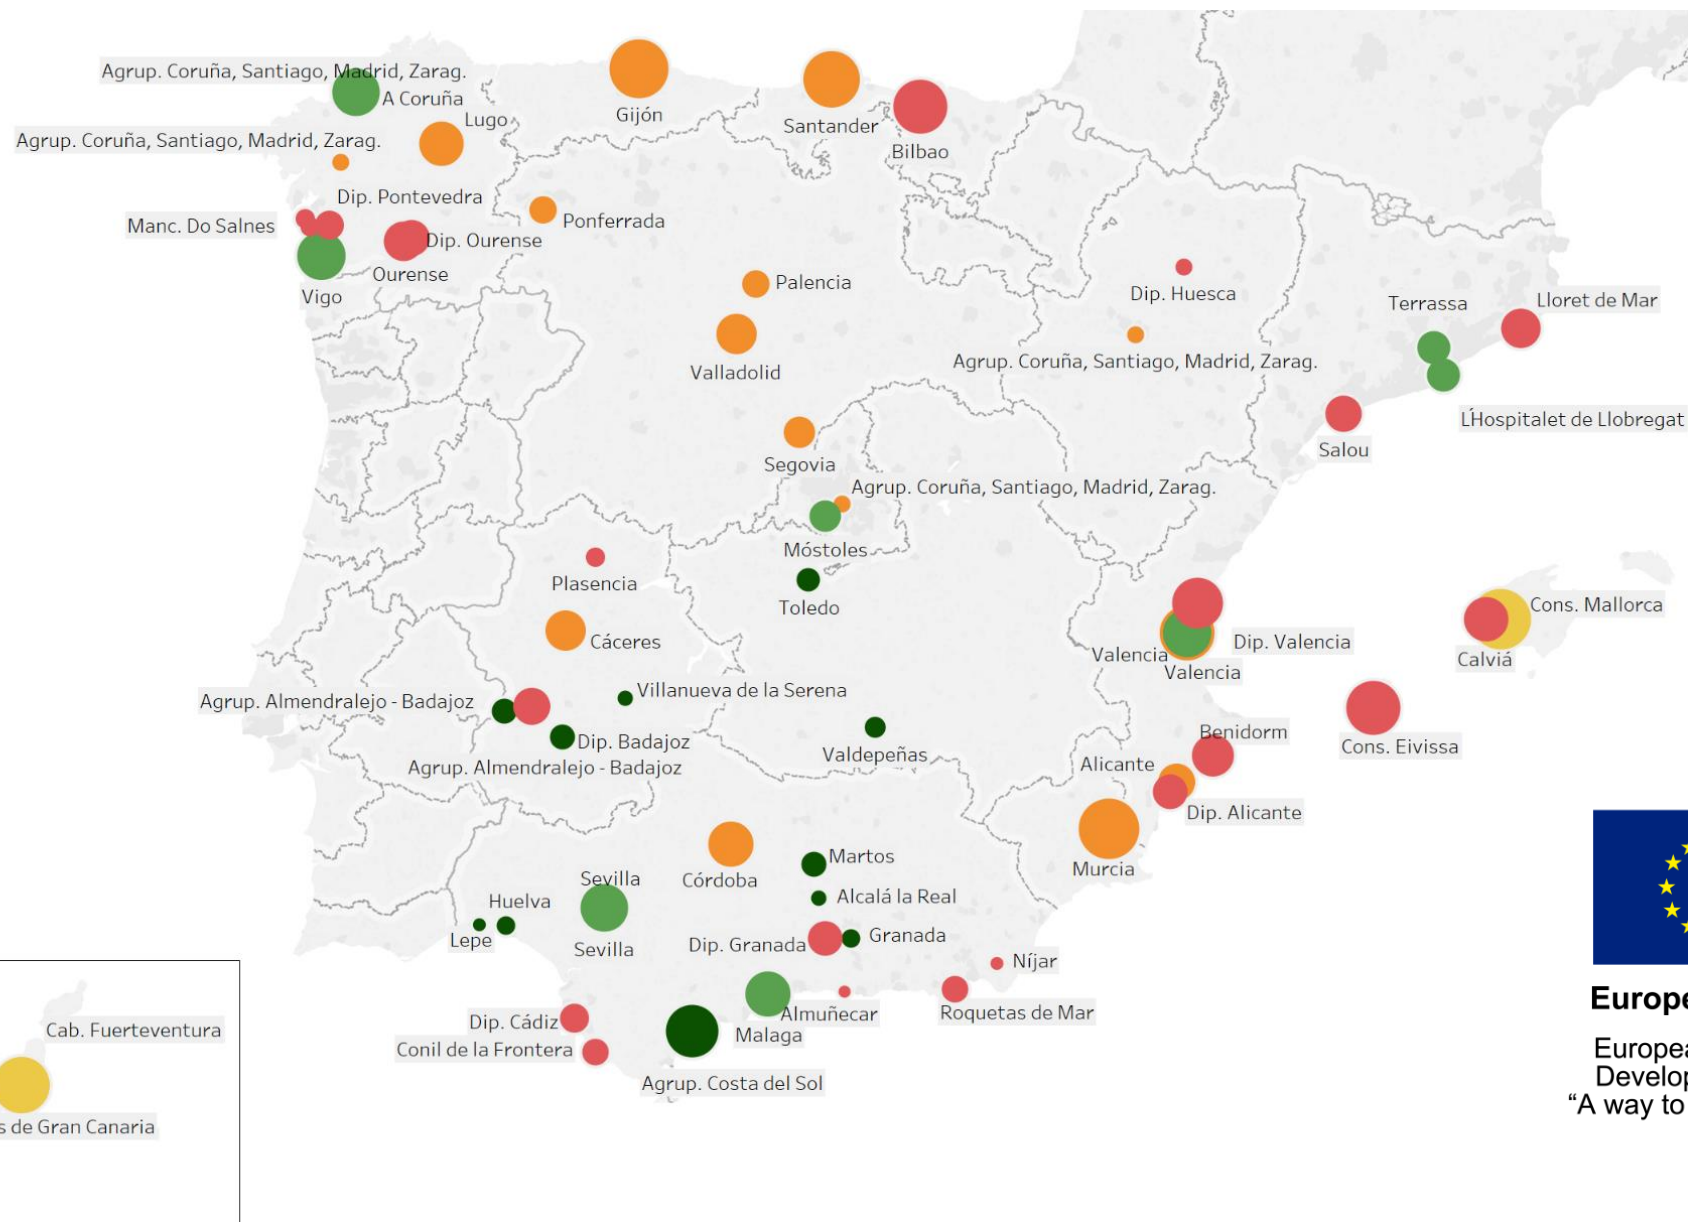 Agrup. Coruña, Santiago, Madrid, Zarag.
A Coruña
Lugo
Gijón
Santander
Bilbao
Agrup. Coruña, Santiago, Madrid, Zarag.
Dip. Pontevedra
Manc. Do Salnes
Ponferrada
Dip. Ourense
Ourense
Vigo
Palencia
Dip. Huesca
Terrassa
Lloret de Mar
Valladolid
Agrup. Coruña, Santiago, Madrid, Zarag.
L'Hospitalet de Llobregat
Salou
Segovia
Agrup. Coruña, Santiago, Madrid, Zarag.
Móstoles
Plasencia
Toledo
Cons. Mallorca
Cáceres
Dip. Valencia
Valencia
Valencia
Calviá
Villanueva de la Serena
Agrup. Almendralejo - Badajoz
Dip. Badajoz
Valdepeñas
Benidorm
Cons. Eivissa
Agrup. Almendralejo - Badajoz
Alicante
Dip. Alicante
Martos
Murcia
Sevilla
Córdoba
Huelva
Alcalá la Real
Lepe
Sevilla
Dip. Granada
Granada
Níjar
Almuñecar
Roquetas de Mar
Dip. Cádiz
Malaga
Conil de la Frontera
Agrup. Costa del Sol
Cab. Fuerteventura
s de Gran Canaria
Europe
Europea
Develop
“A way to